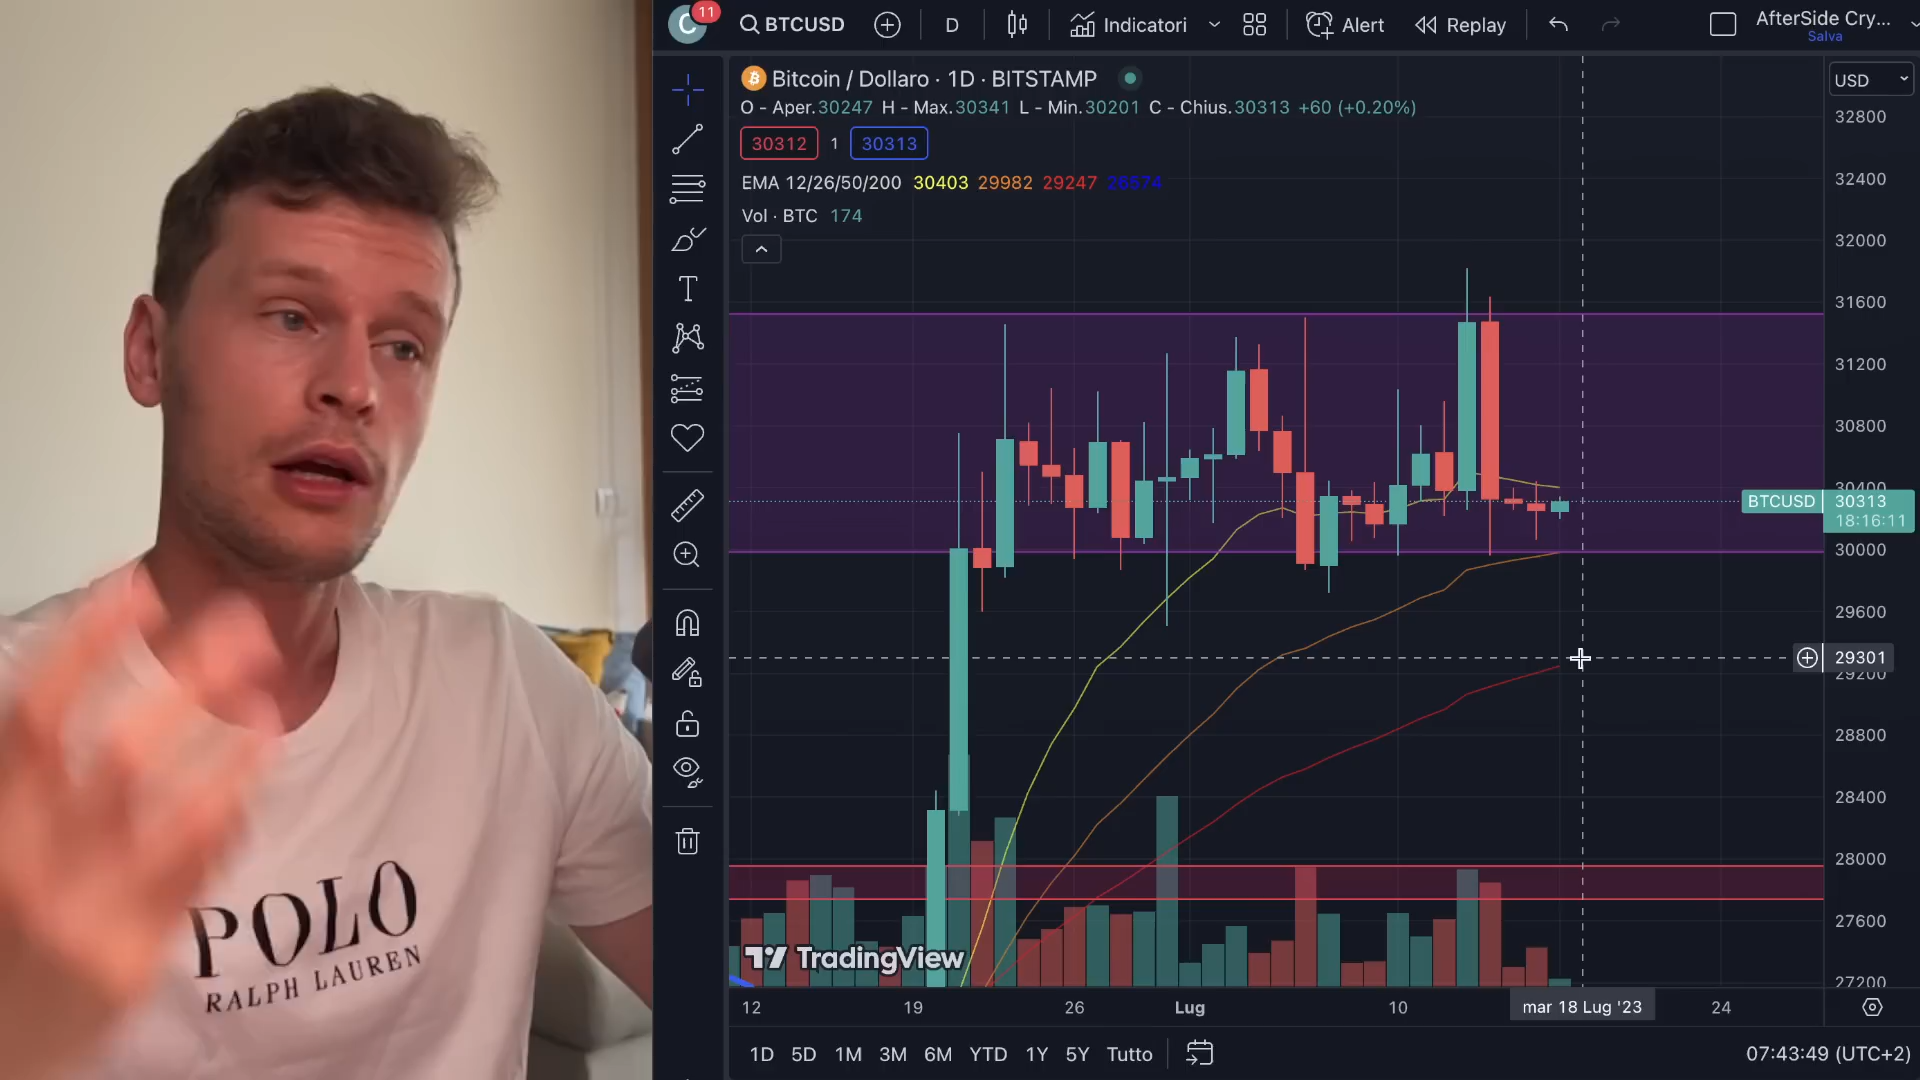 C
11
BTCUSD
D
Indicatori
Alert
Replay
AfterSide Cry...
Salva
Bitcoin / Dollaro · 1D · BITSTAMP
USD
O - Aper.30247 H - Max.30341 L - Min.30201 C - Chius.30313 +60 (+0.20%)
30312 1 30313
EMA 12/26/50/200 30403 29982 29247 26574
Vol · BTC 174
32800
32400
32000
31600
31200
30800
30400
BTCUSD 30313
18:16:11
30000
29600
29301
29200
28800
28400
28000
27600
27200
TradingView
12 19 26 Lug 10 mar 18 Lug '23 24
1D 5D 1M 3M 6M YTD 1Y 5Y Tutto
07:43:49 (UTC+2)
POLO
RALPH LAUREN